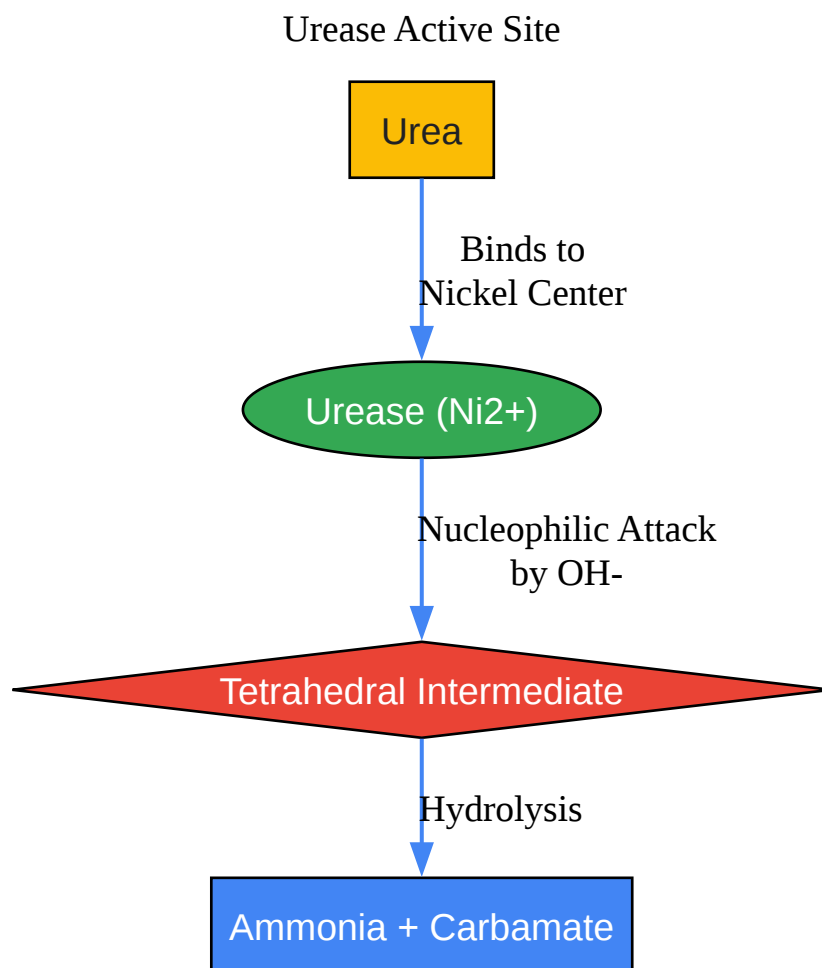 Urease Active Site
Urea
Binds to
Nickel Center
Urease (Ni2+)
Nucleophilic Attack
by OH-
Tetrahedral Intermediate
Hydrolysis
Ammonia + Carbamate